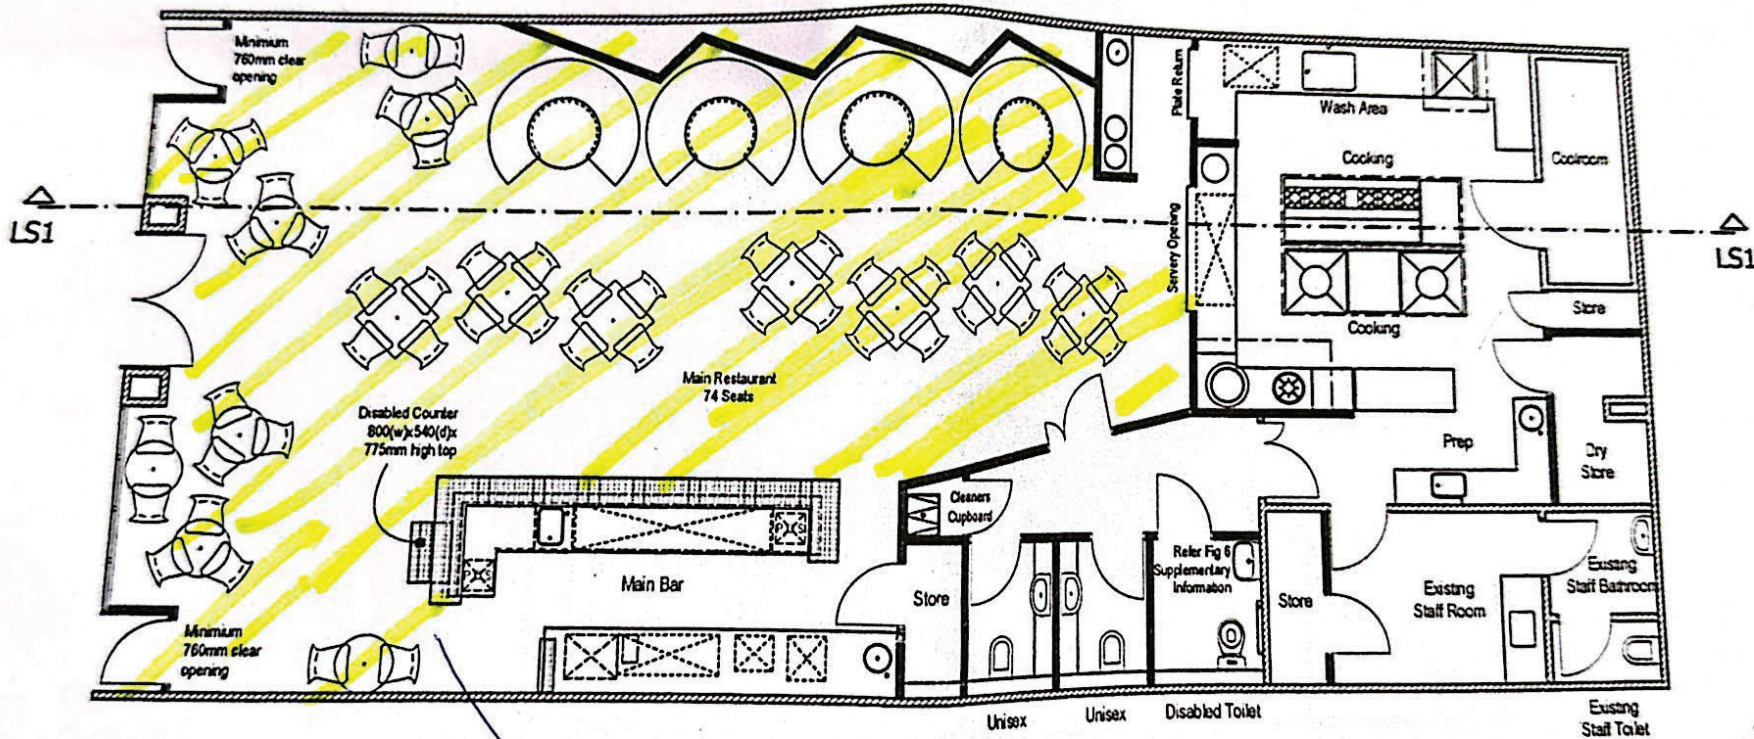 Minimum
760mm clear
opening
Plate Return
Wash Area
Cooking
Coolroom
LS1
Servery Opening
LS1
Cooking
Store
Main Restaurant
74 Seats
Disabled Counter
800(w)x540(d)x
775mm high top
Prep
Dry
Store
Cleaners
Cupboard
Refer Fig 6
Supplementary
Information
Main Bar
Store
Store
Existing
Staff Room
Existing
Staff Bathroom
Minimum
760mm clear
opening
Unisex
Unisex
Disabled Toilet
Existing
Staff Toilet